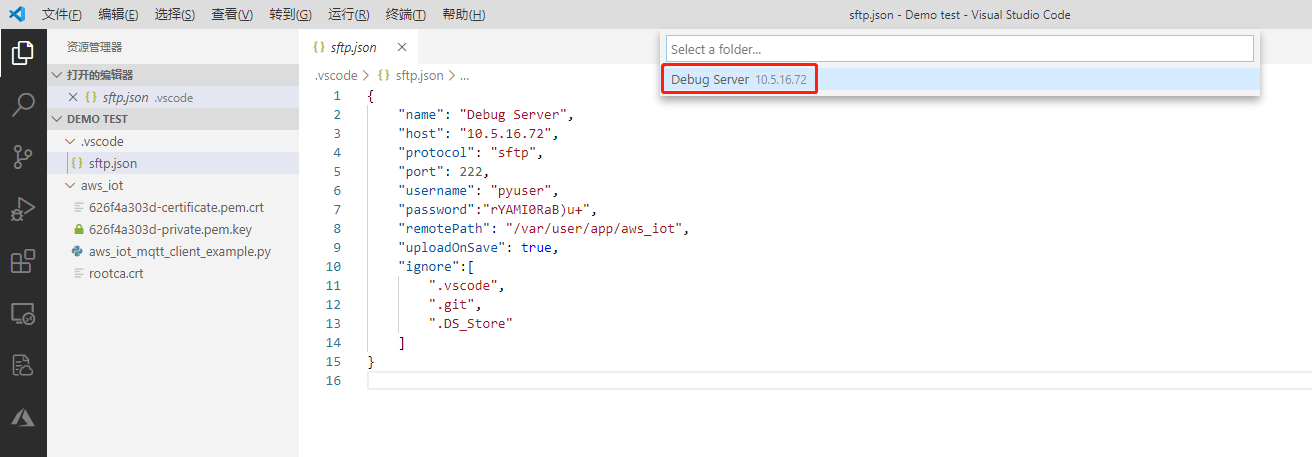 文件(F) 编辑(E) 选择(S) 查看(V) 转到(G) 运行(R) 终端(T) 帮助(H) sftp.json - Demo test - Visual Studio Code
资源管理器
打开的编辑器
sftp.json .vscode
DEMO TEST
.vscode
sftp.json
aws_iot
626f4a303d-certificate.pem.crt
626f4a303d-private.pem.key
aws_iot_mqtt_client_example.py
rootca.crt
sftp.json
.vscode > {} sftp.json > ...
Select a folder...
Debug Server 10.5.16.72
1 {
2 "name": "Debug Server",
3 "host": "10.5.16.72",
4 "protocol": "sftp",
5 "port": 222,
6 "username": "pyuser",
7 "password":"rYAMI0RaB)u+",
8 "remotePath": "/var/user/app/aws_iot",
9 "uploadOnSave": true,
10 "ignore":[
11 ".vscode",
12 ".git",
13 ".DS_Store"
14 ]
15 }
16